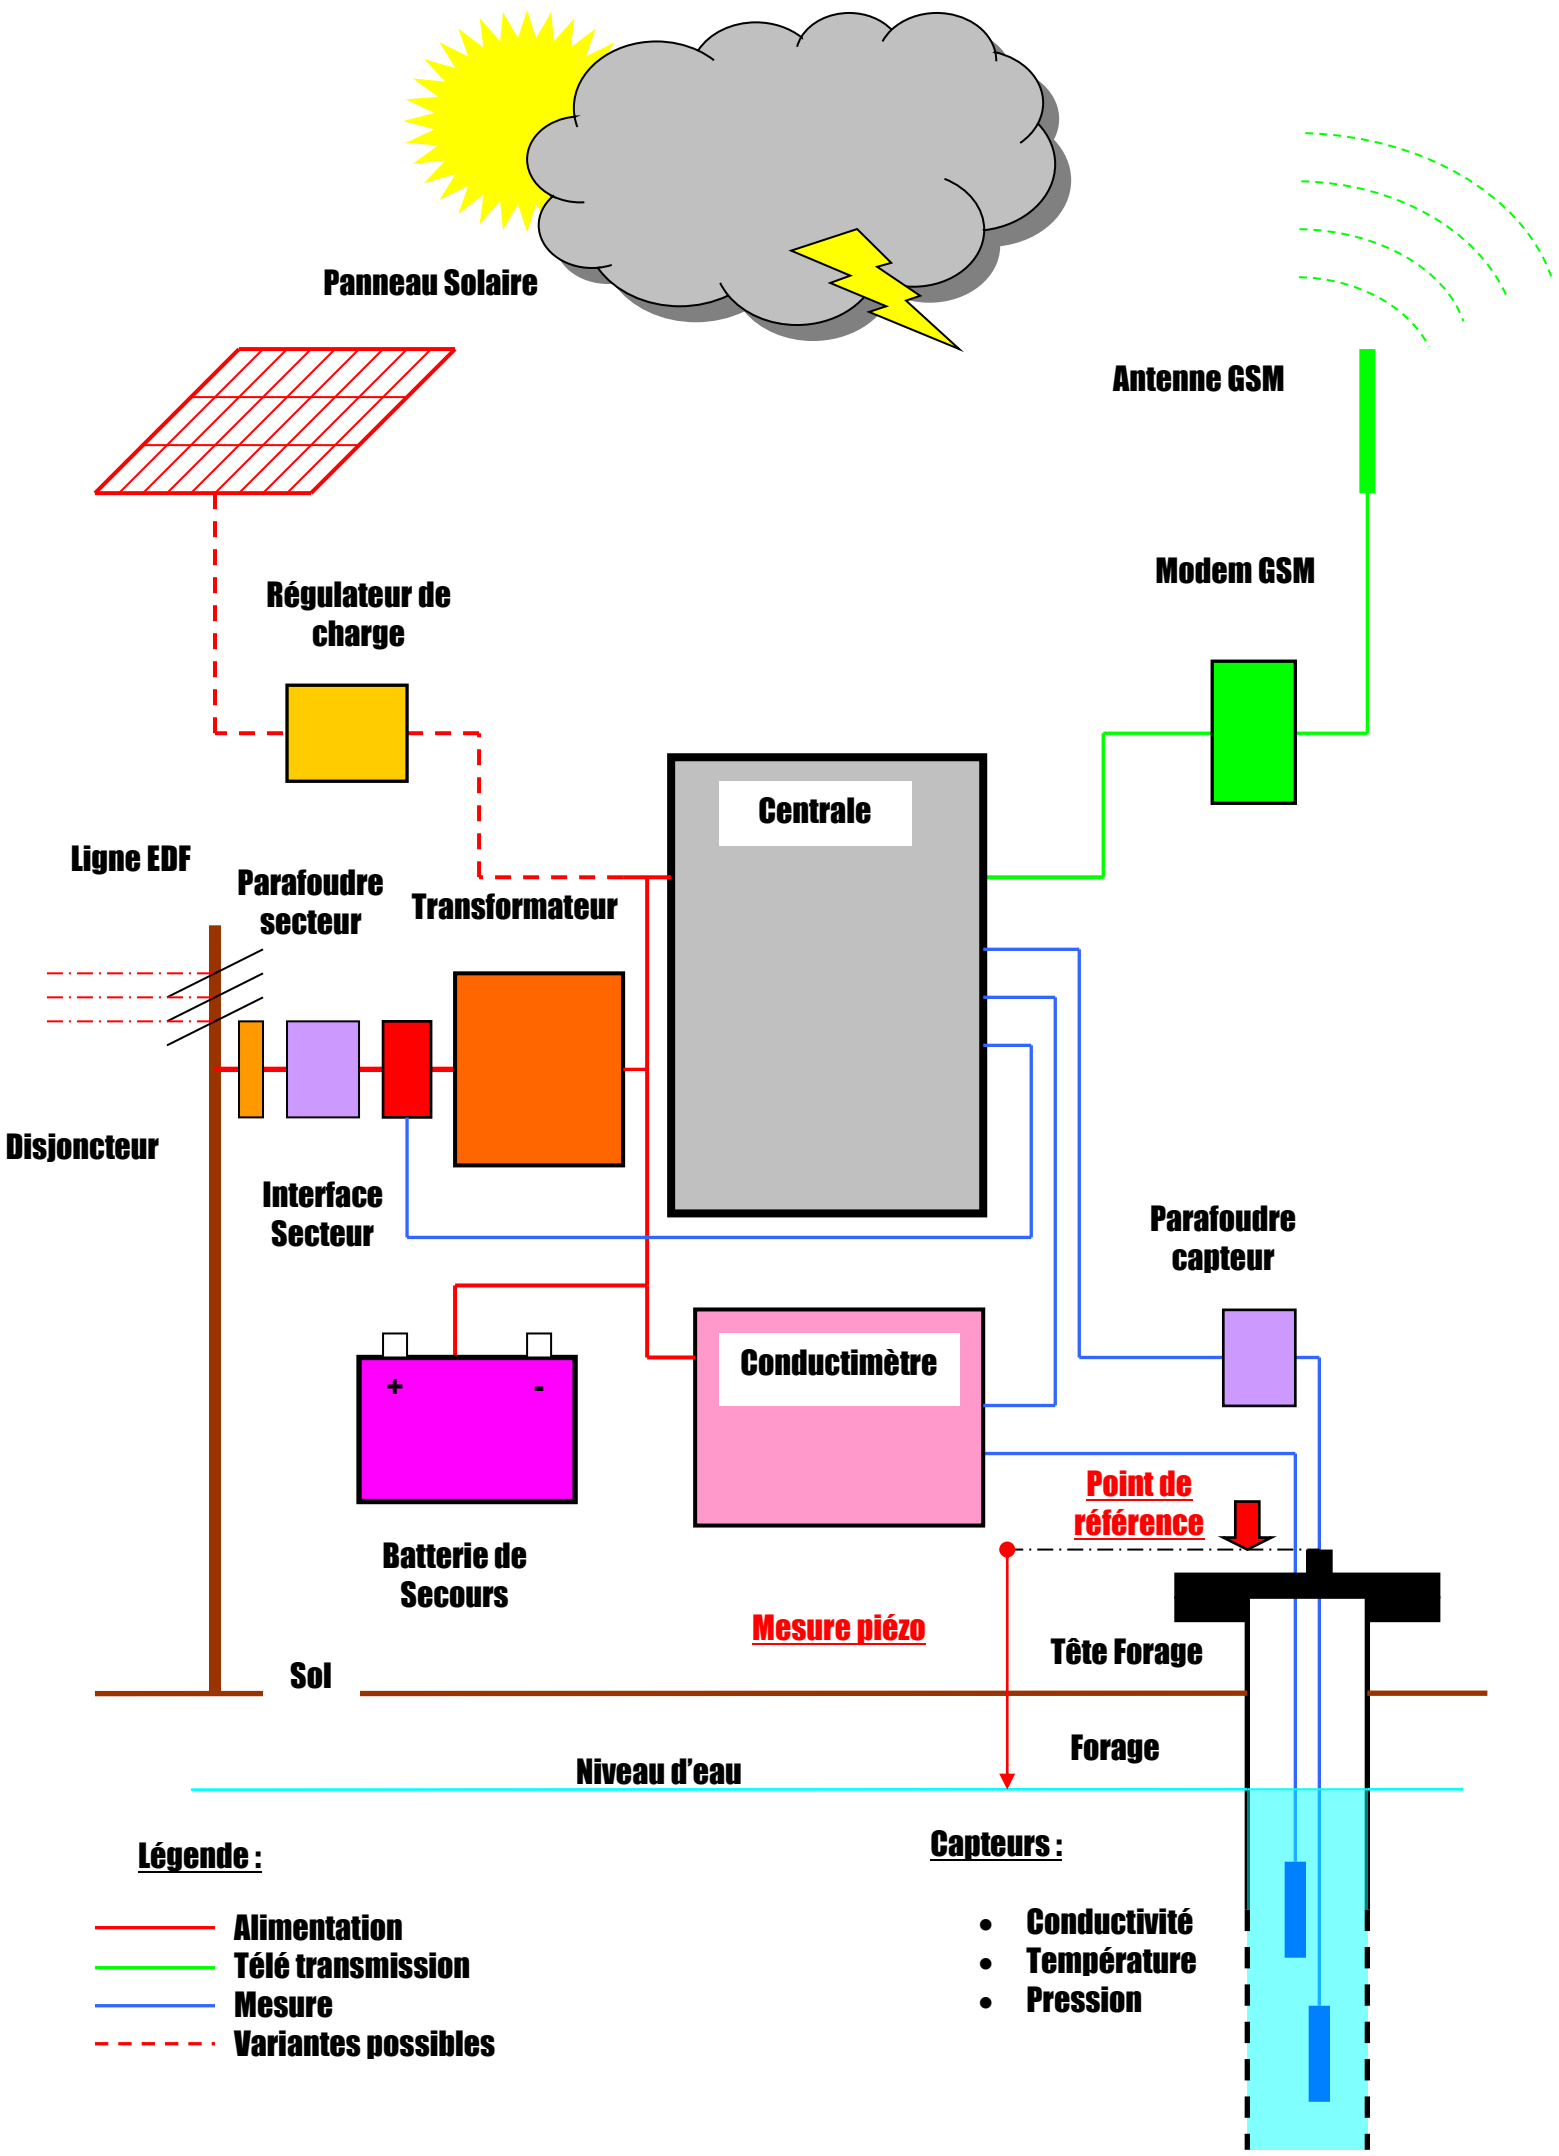 Panneau Solaire
Antenne GSM
Modem GSM
Régulateur de
charge
Centrale
Ligne EDF
Parafoudre
secteur
Transformateur
Disjoncteur
Interface
Secteur
Parafoudre
capteur
Conductimètre
+ -
Point de
référence
Batterie de
Secours
Mesure piézo
Tête Forage
Sol
Forage
Niveau d’eau
Légende :
Alimentation
Télé transmission
Mesure
Variantes possibles
Capteurs :
• Conductivité
• Température
• Pression